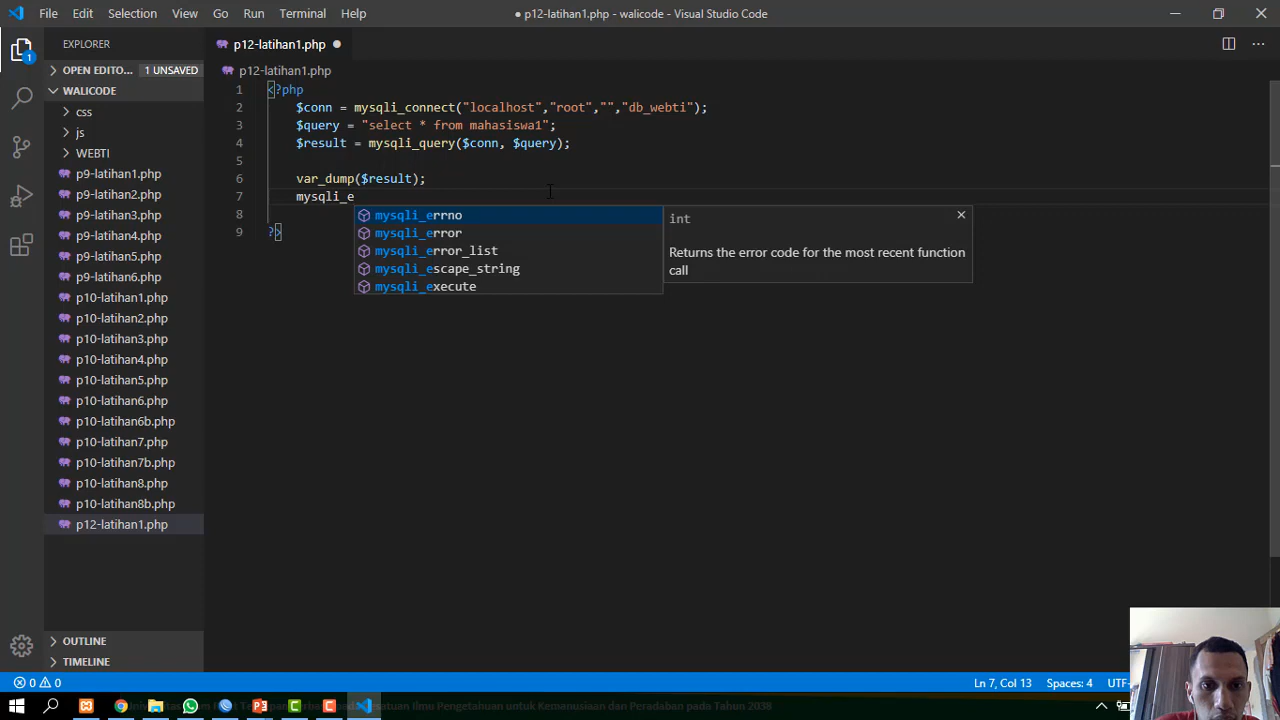 File Edit Selection View Go Run Terminal Help
● p12-latihan1.php - walicode - Visual Studio Code
EXPLORER
p12-latihan1.php ●
OPEN EDITO... 1 UNSAVED
p12-latihan1.php
WALICODE
css
js
WEBTI
p9-latihan1.php
p9-latihan2.php
p9-latihan3.php
p9-latihan4.php
p9-latihan5.php
p9-latihan6.php
p10-latihan1.php
p10-latihan2.php
p10-latihan3.php
p10-latihan4.php
p10-latihan5.php
p10-latihan6.php
p10-latihan6b.php
p10-latihan7.php
p10-latihan7b.php
p10-latihan8.php
p10-latihan8b.php
p12-latihan1.php
OUTLINE
TIMELINE
1 <?php
2 $conn = mysqli_connect("localhost","root","","db_webti");
3 $query = "select * from mahasiswa1";
4 $result = mysqli_query($conn, $query);
5
6 var_dump($result);
7 mysqli_e
8
9 ?>
mysqli_errno
mysqli_error
mysqli_error_list
mysqli_escape_string
mysqli_execute
int
Returns the error code for the most recent function
call
1
0 0
Ln 7, Col 13
Spaces: 4
UTF-
Ilmu Pengetahuan untuk Kemanusiaan dan Peradaban pada Tahun 2038